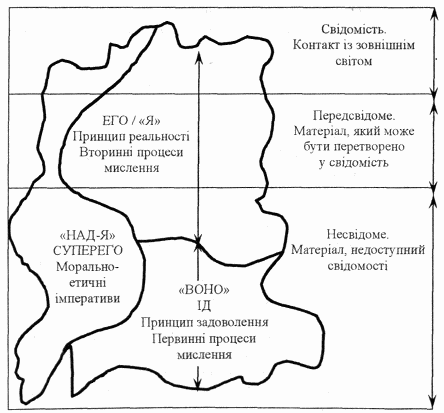 Свідомість.
Контакт із зовнішнім
світом
ЕГО / «Я»
Принцип реальності
Вторинні процеси
мислення
Передсвідоме.
Матеріал, який може
бути перетворено
у свідомість
«НАД-Я»
СУПЕРЕГО
Морально-
етичні
імперативи
Несвідоме.
Матеріал, недоступний
свідомості
«ВОНО»
ІД
Принцип задоволення
Первинні процеси
мислення